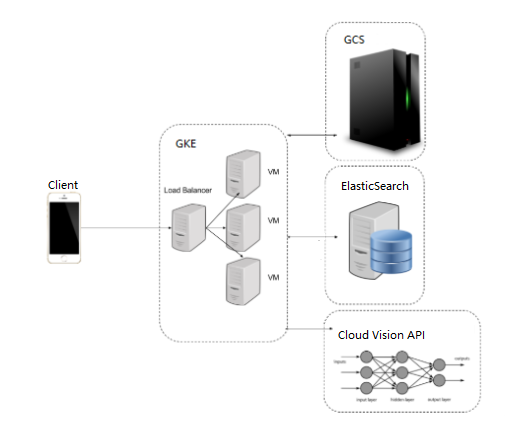 GCS
GKE
VM
Client
Load Balancer
ElasticSearch
VM
VM
Cloud Vision API
inputs
outputs
input layer
hidden layer
output layer